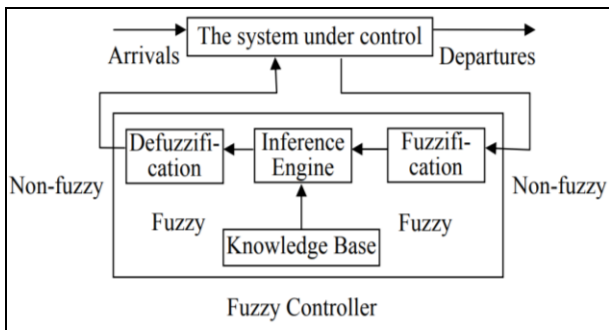 The system under control
Arrivals
Departures
Defuzzifi-
cation
Inference
Engine
Fuzzifi-
cation
Non-fuzzy
Non-fuzzy
Fuzzy
Fuzzy
Knowledge Base
Fuzzy Controller